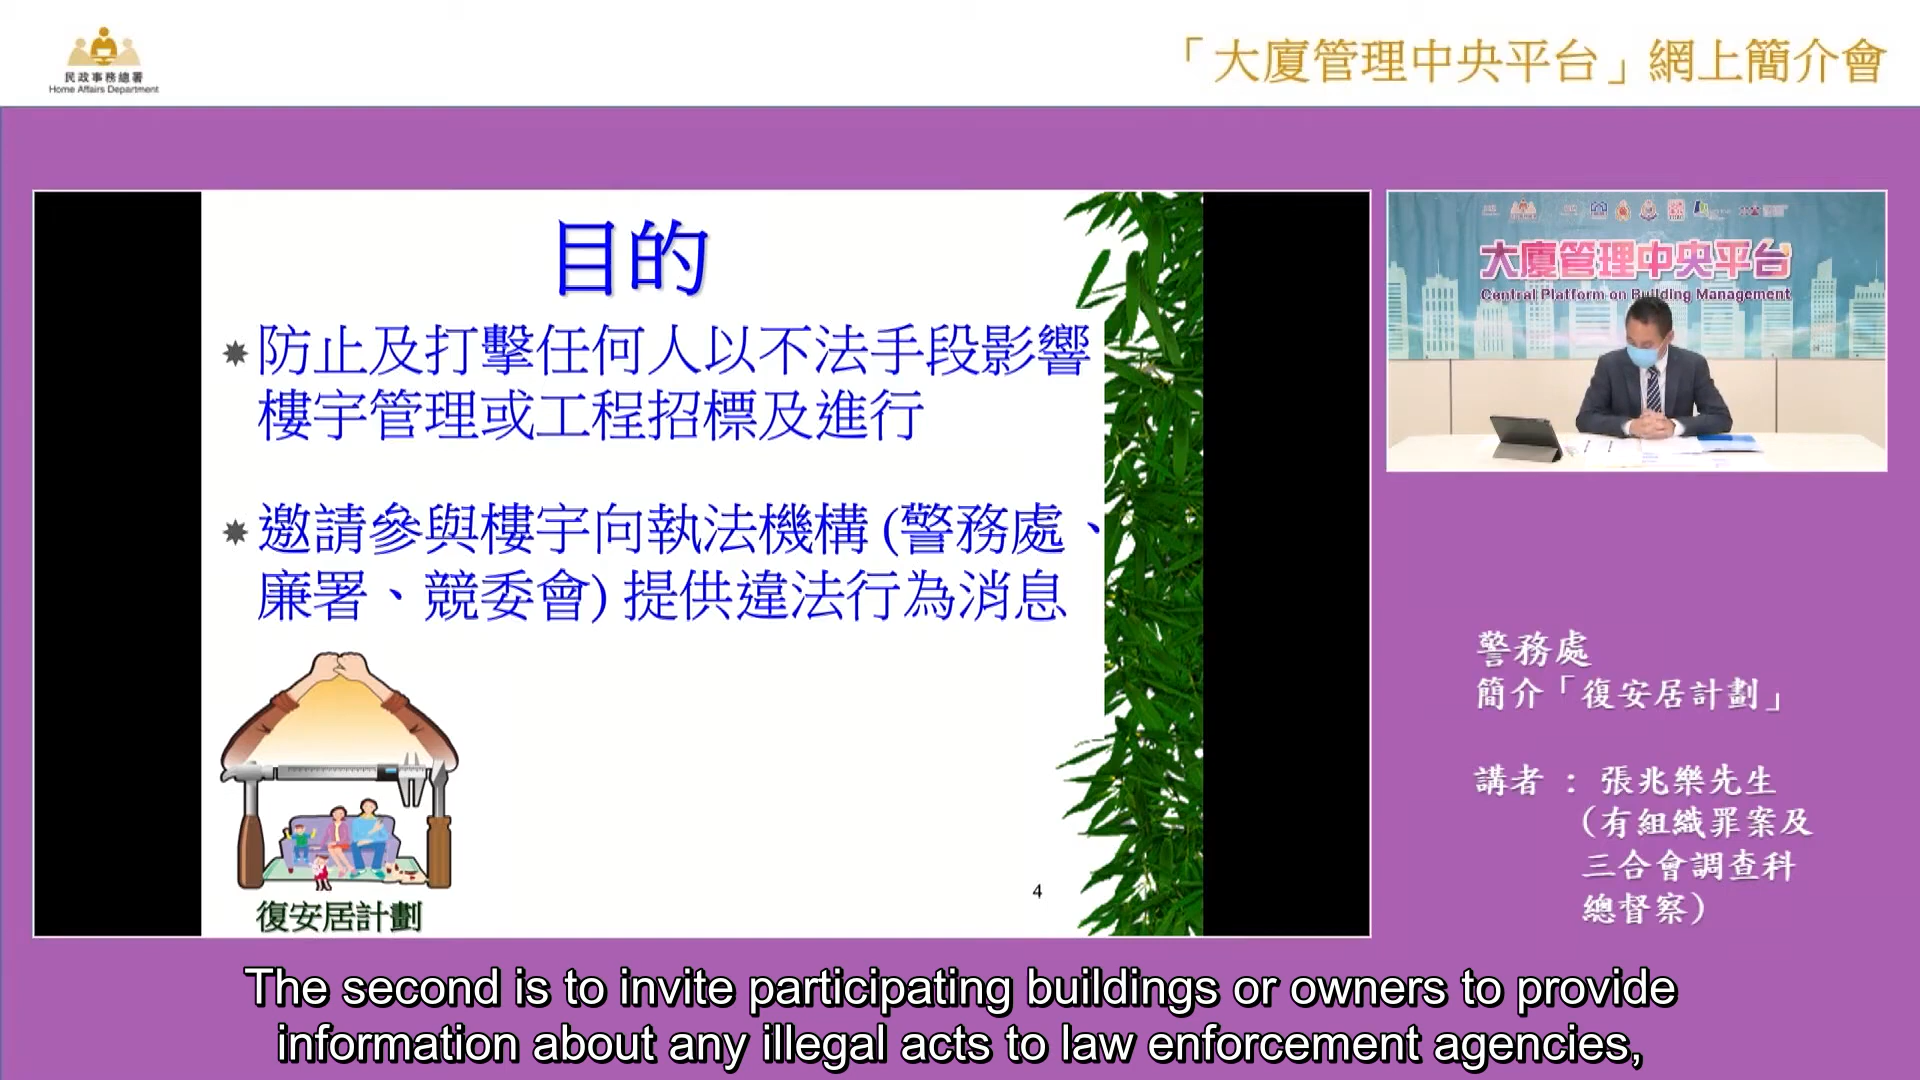 民政事務總署
Home Affairs Department
「大廈管理中央平台」網上簡介會
目的
防止及打擊任何人以不法手段影響
樓宇管理或工程招標及進行
邀請參與樓宇向執法機構 (警務處、
廉署、競委會) 提供違法行為消息
復安居計劃
4
大廈管理中央平台
Central Platform on Building Management
警務處
簡介「復安居計劃」
講者 : 張兆樂先生
(有組織罪案及
三合會調查科
總督察)
The second is to invite participating buildings or owners to provide
information about any illegal acts to law enforcement agencies,